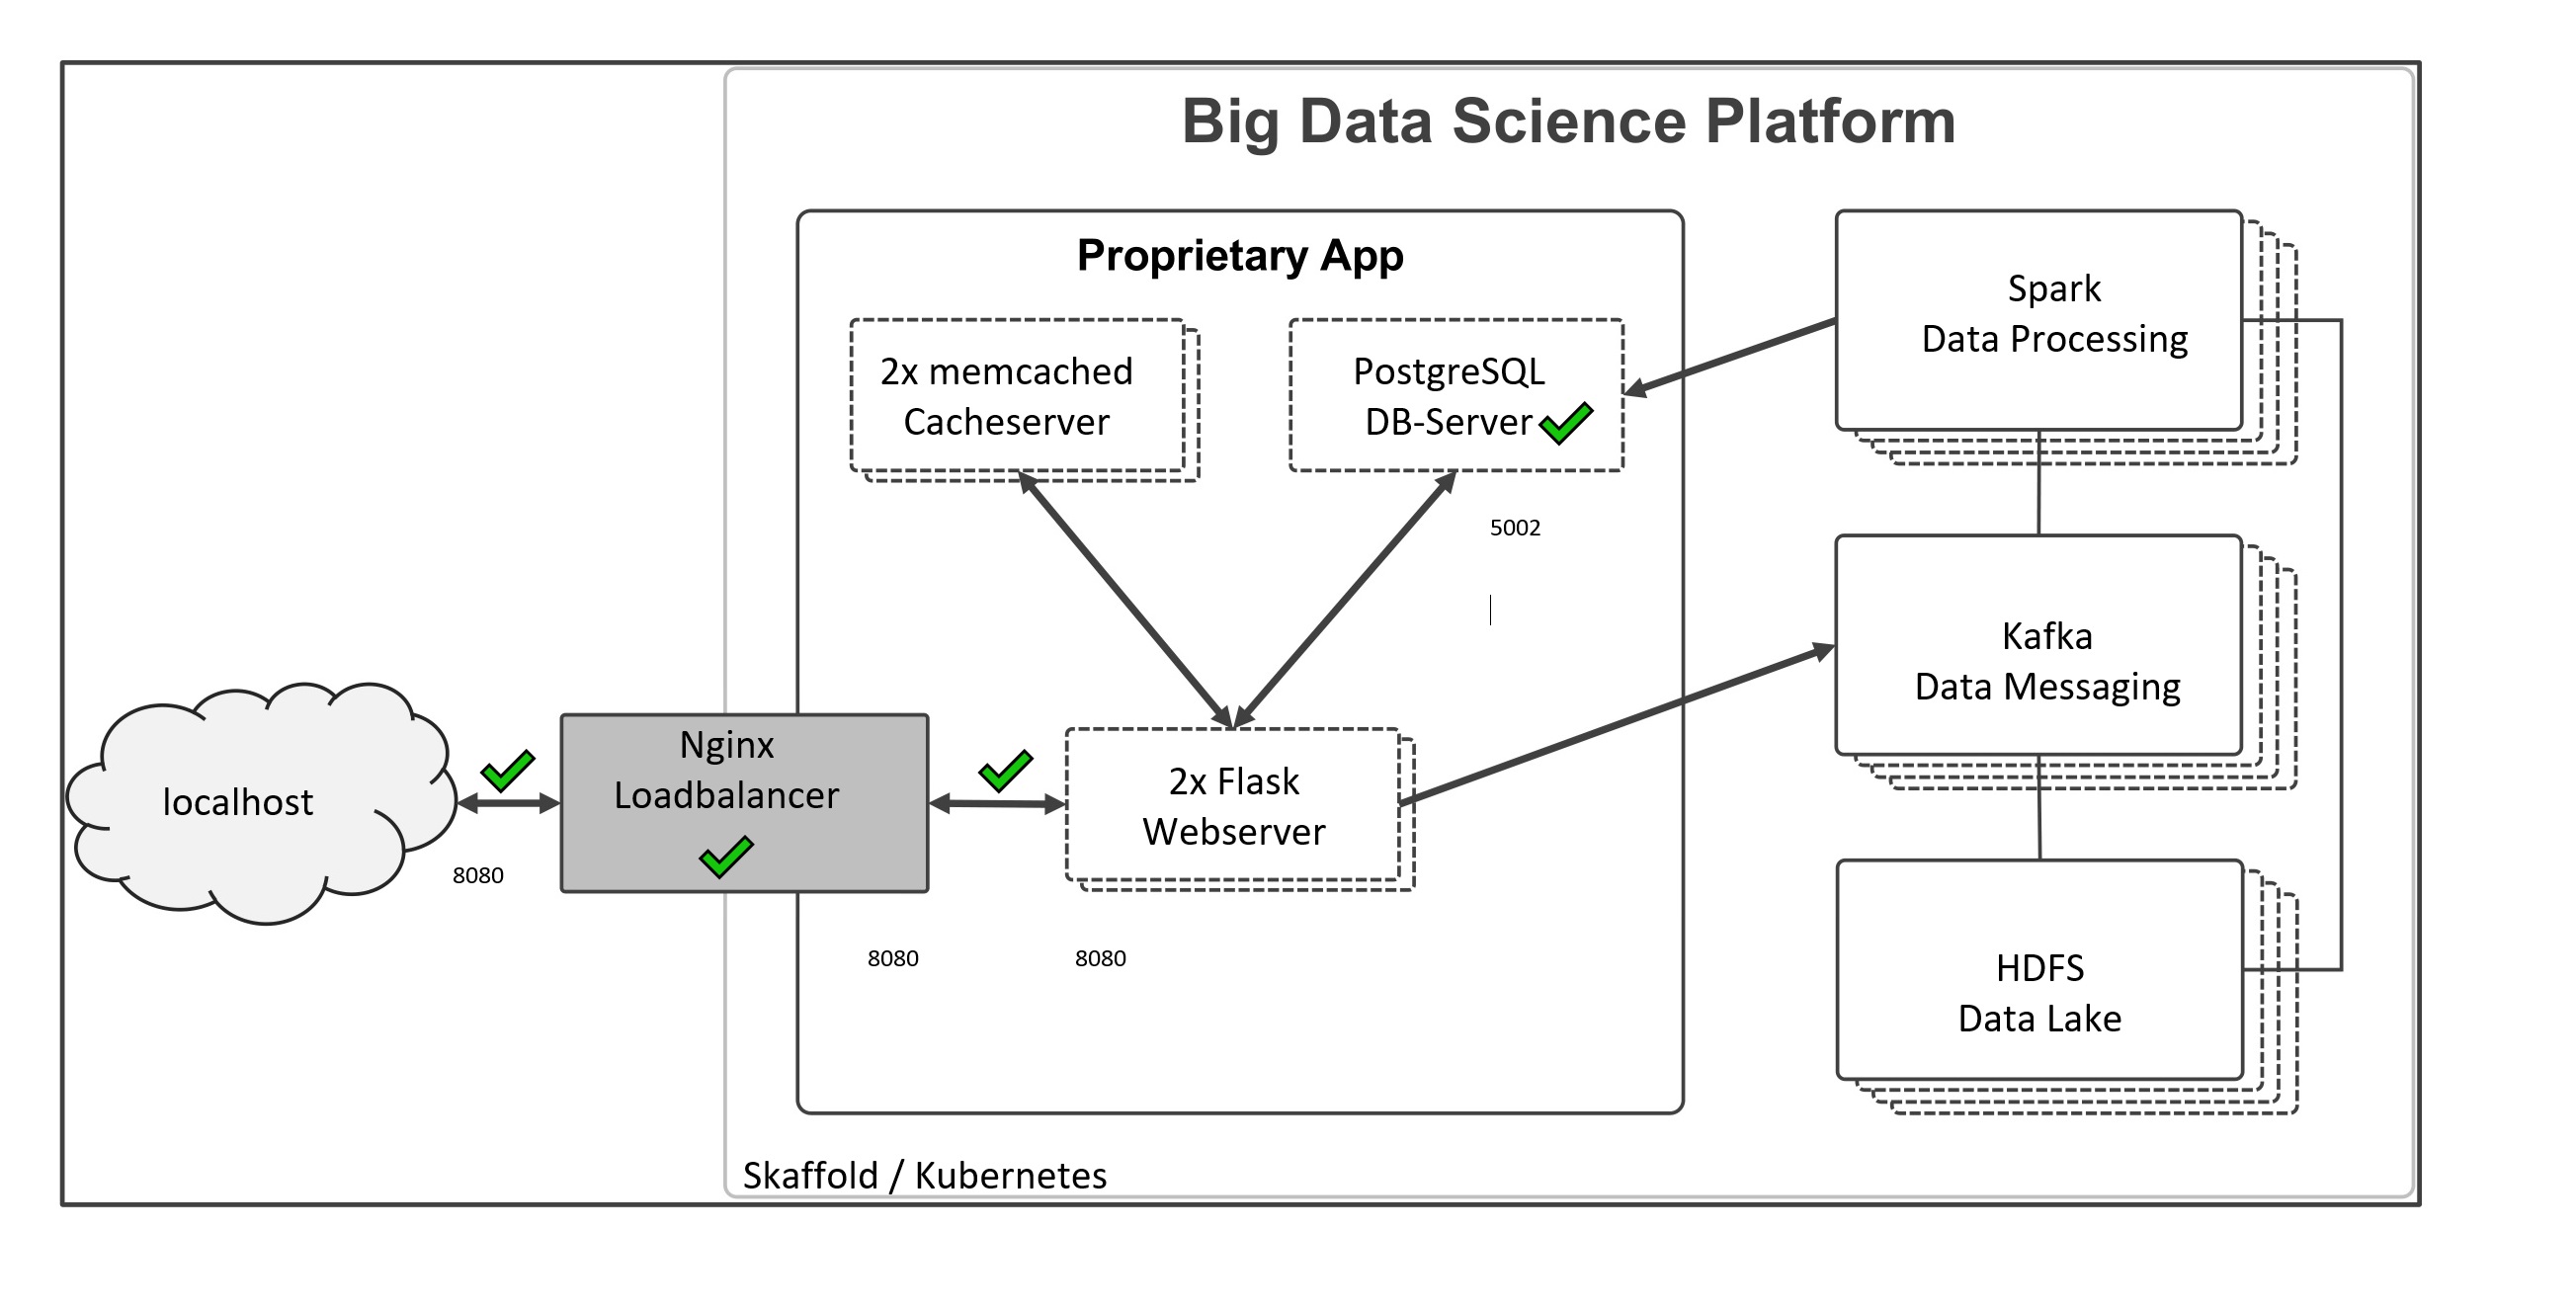 Big Data Science Platform
Proprietary App
2x memcached
Cacheserver
PostgreSQL
DB-Server
5002
Spark
Data Processing
Kafka
Data Messaging
HDFS
Data Lake
localhost
8080
Nginx
Loadbalancer
2x Flask
Webserver
8080
8080
Skaffold / Kubernetes